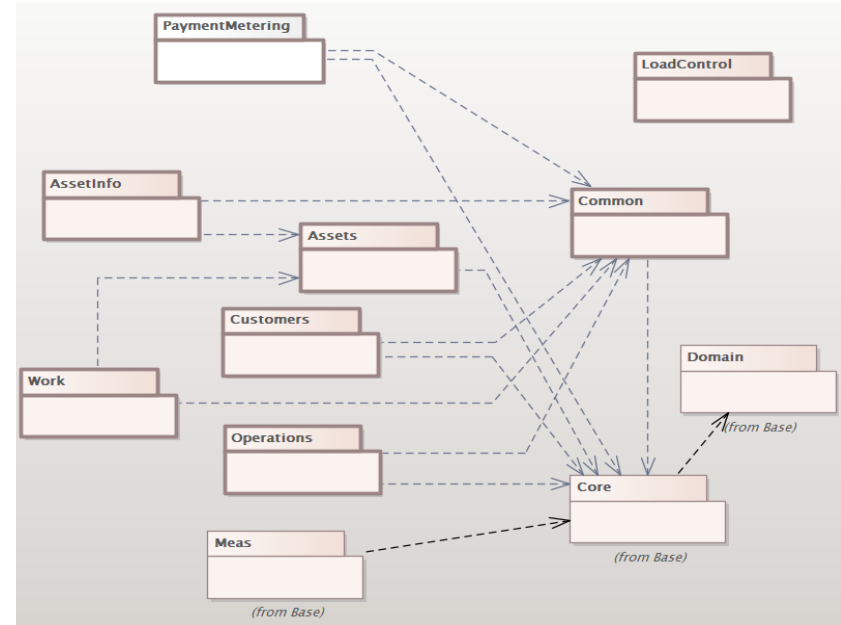 PaymentMetering
LoadControl
AssetInfo
Common
Assets
Customers
Domain
(from Base)
Work
Operations
Core
(from Base)
Meas
(from Base)